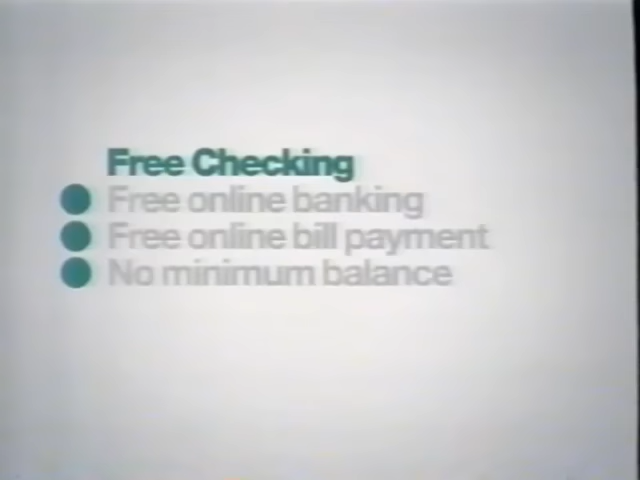 Free Checking
Free online banking
Free online bill payment
No minimum balance